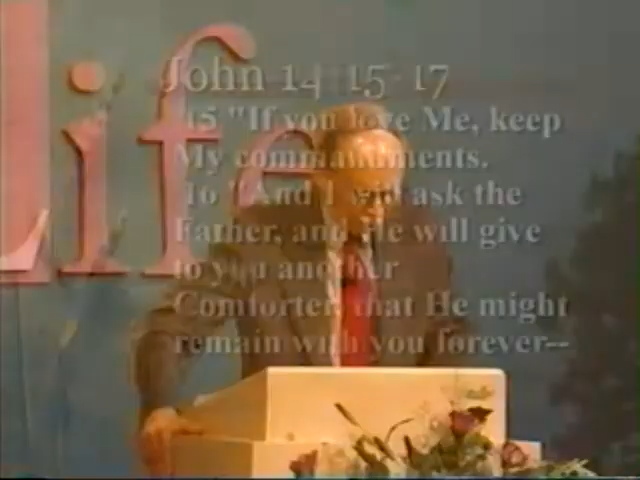 life
John 14:15-17
15 "If you love Me, keep
My commandments.
16 "And I will ask the
Father, and He will give
to you another
Comforter, that He might
remain with you forever--